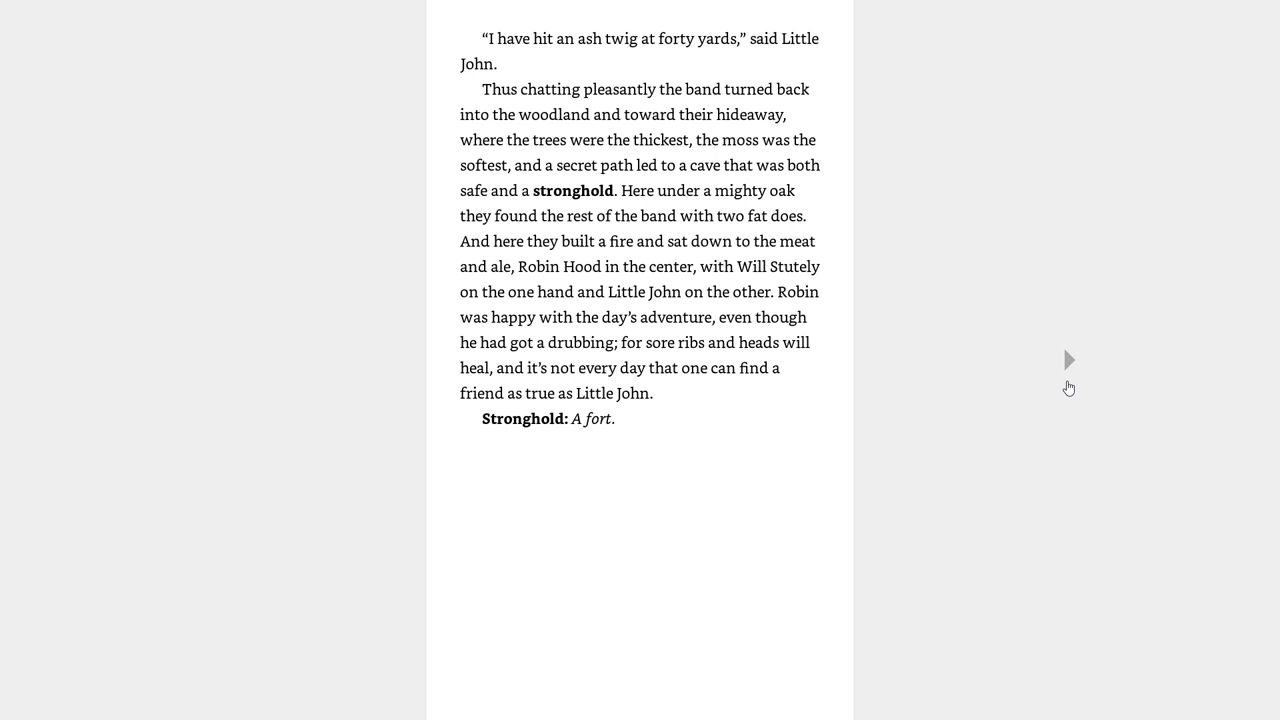 “I have hit an ash twig at forty yards,” said Little
John.
Thus chatting pleasantly the band turned back
into the woodland and toward their hideaway,
where the trees were the thickest, the moss was the
softest, and a secret path led to a cave that was both
safe and a stronghold. Here under a mighty oak
they found the rest of the band with two fat does.
And here they built a fire and sat down to the meat
and ale, Robin Hood in the center, with Will Stutely
on the one hand and Little John on the other. Robin
was happy with the day’s adventure, even though
he had got a drubbing; for sore ribs and heads will
heal, and it’s not every day that one can find a
friend as true as Little John.
Stronghold: A fort.